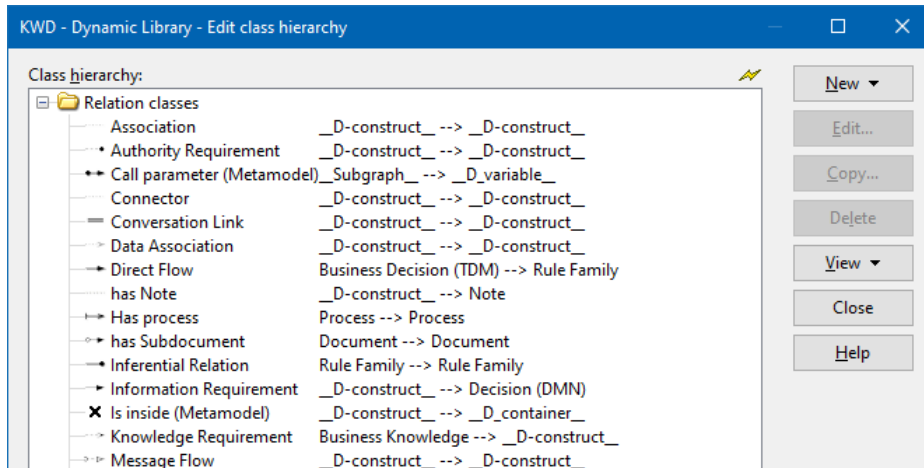 KWD - Dynamic Library - Edit class hierarchy
Class hierarchy:
New
Relation classes
Association __D-construct__ --> __D-construct__
Edit...
Authority Requirement __D-construct__ --> __D-construct__
Call parameter (Metamodel)__Subgraph__ --> __D_variable__
Copy...
Connector __D-construct__ --> __D-construct__
Conversation Link __D-construct__ --> __D-construct__
Delete
Data Association __D-construct__ --> __D-construct__
Direct Flow Business Decision (TDM) --> Rule Family
View
has Note __D-construct__ --> Note
Close
Has process Process --> Process
has Subdocument Document --> Document
Help
Inferential Relation Rule Family --> Rule Family
Information Requirement __D-construct__ --> Decision (DMN)
Is inside (Metamodel) __D-construct__ --> __D_container__
Knowledge Requirement Business Knowledge --> __D-construct__
Message Flow __D-construct__ --> __D-construct__